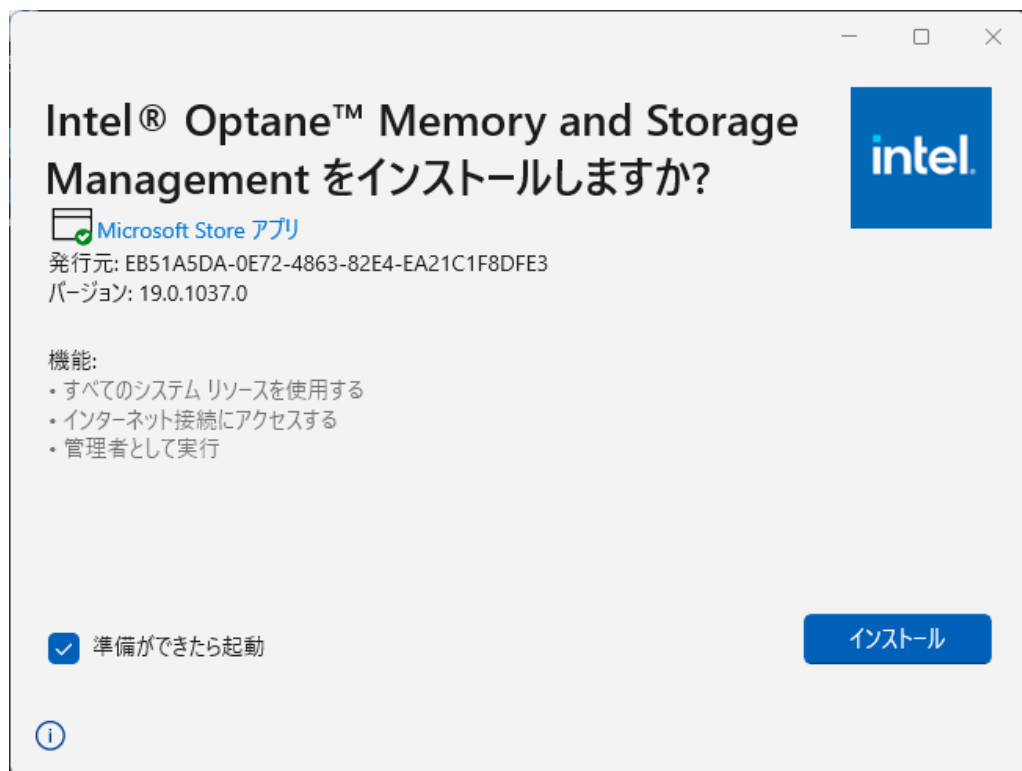 Intel® Optane™ Memory and Storage
Management をインストールしますか?
intel.
Microsoft Store アプリ
発行元: EB51A5DA-0E72-4863-82E4-EA21C1F8DFE3
バージョン: 19.0.1037.0
機能:
• すべてのシステム リソースを使用する
• インターネット接続にアクセスする
• 管理者として実行
準備ができたら起動
インストール